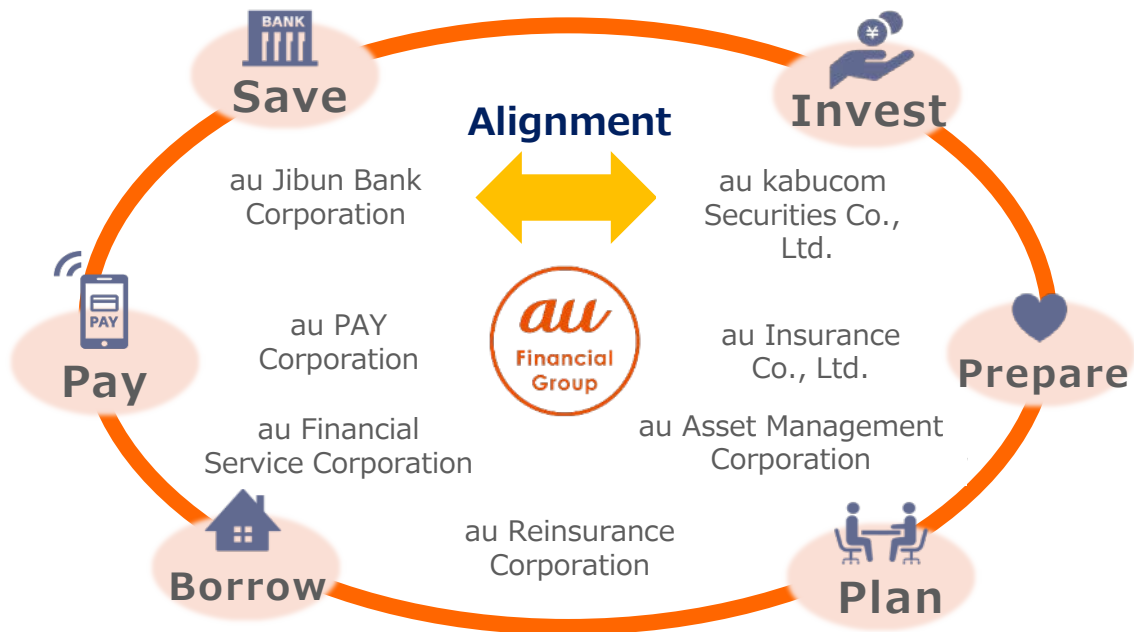 BANK
Save
¥
Invest
Alignment
au Jibun Bank
Corporation
au kabucom
Securities Co.,
Ltd.
PAY
Pay
au PAY
Corporation
au
Financial
Group
au Insurance
Co., Ltd.
Prepare
au Financial
Service Corporation
au Asset Management
Corporation
Borrow
au Reinsurance
Corporation
Plan